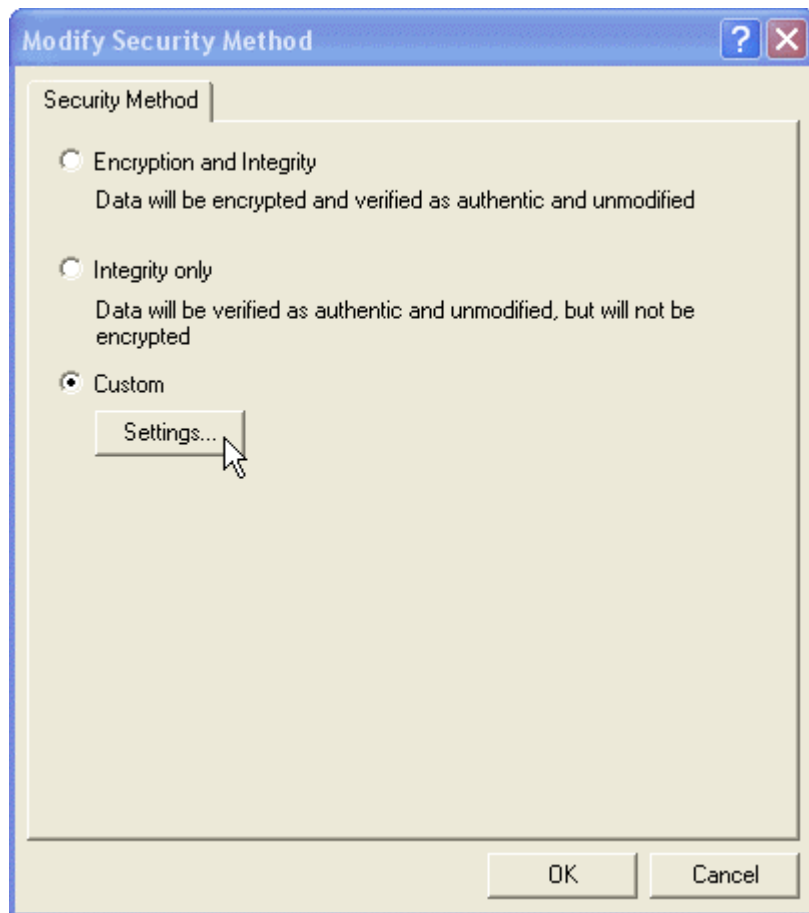 Modify Security Method
Security Method
Encryption and Integrity
Data will be encrypted and verified as authentic and unmodified
Integrity only
Data will be verified as authentic and unmodified, but will not be
encrypted
Custom
Settings...
OK
Cancel